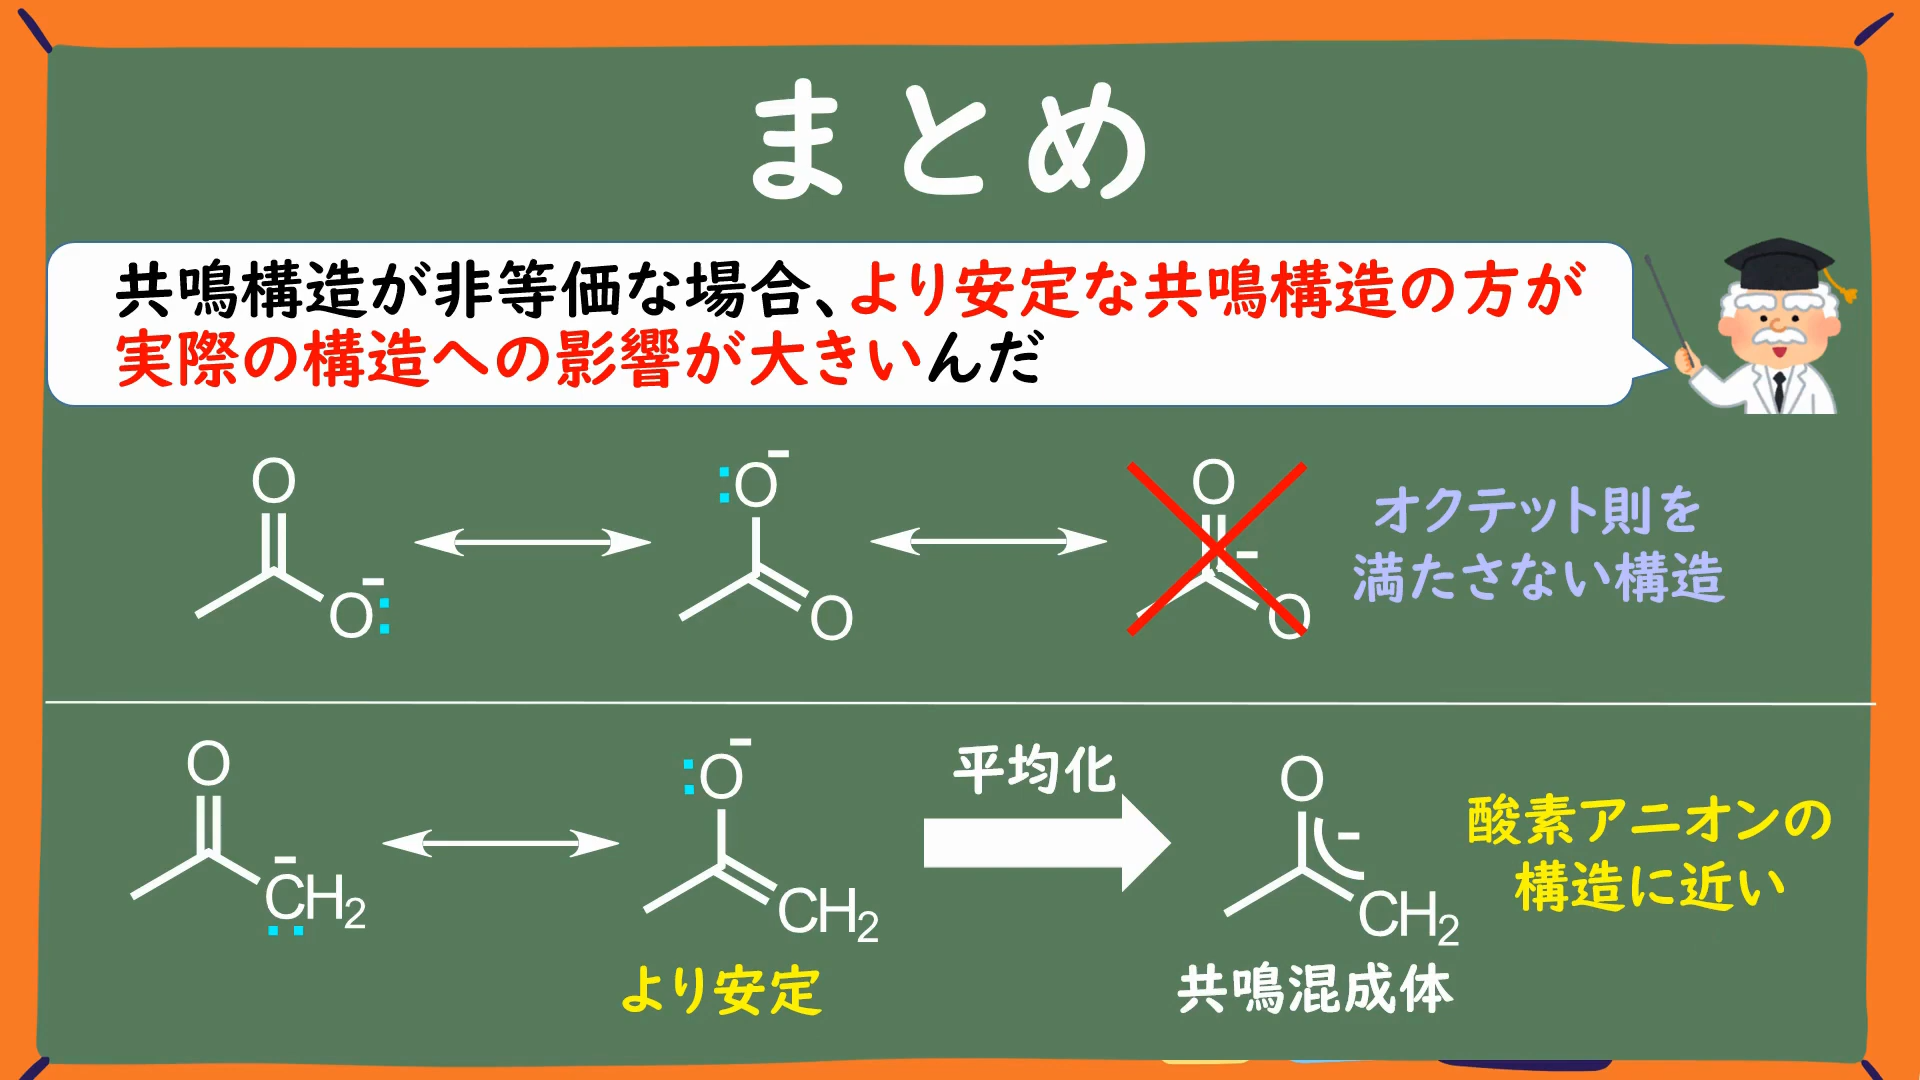 まとめ
共鳴構造が非等価な場合、より安定な共鳴構造の方が
実際の構造への影響が大きいんだ
O
O
-
:
:
O
-
O
O
-
O
オクテット則を
満たさない構造
O
-
CH2
:
O
-
CH2
より安定
平均化
O
-
CH2
共鳴混成体
酸素アニオンの
構造に近い